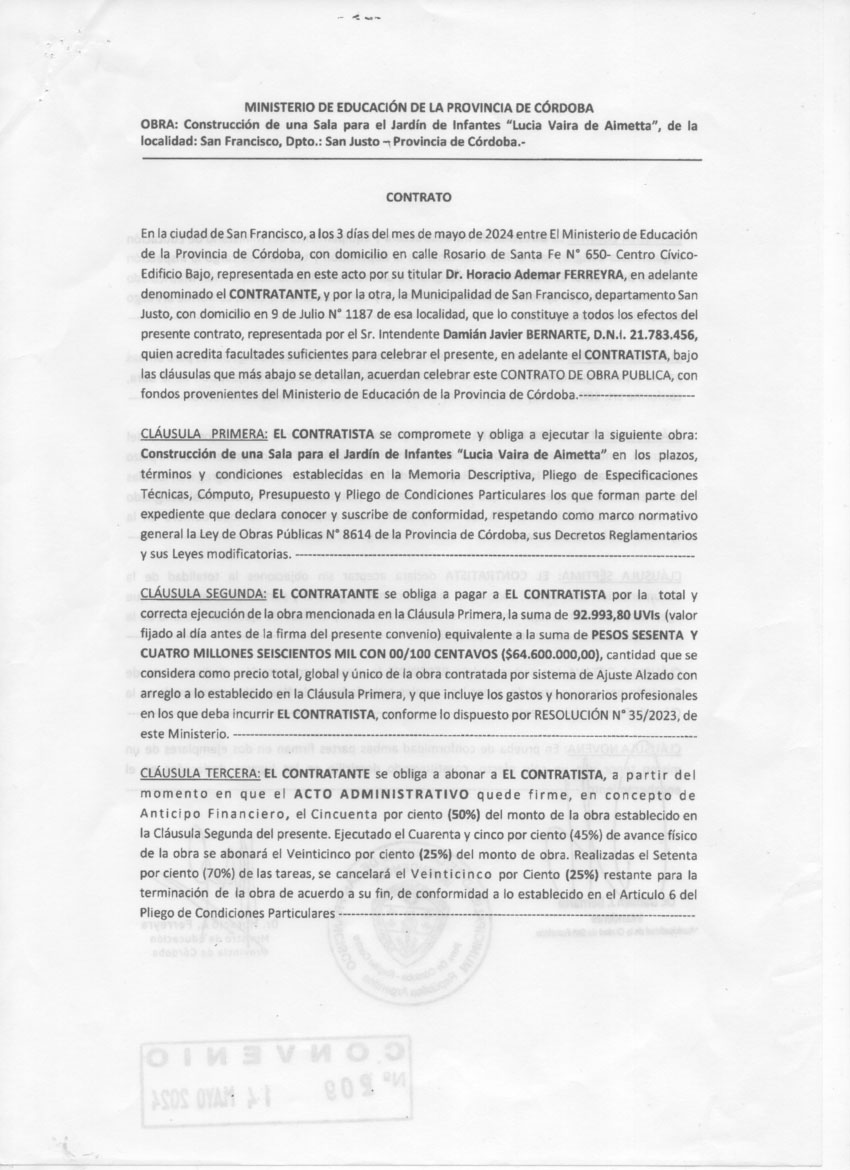 MINISTERIO DE EDUCACIÓN DE LA PROVINCIA DE CÓRDOBA
OBRA: Construcción de una Sala para el Jardín de Infantes “Lucia Vaira de Aimetta”, de la
localidad: San Francisco, Dpto.: San Justo – Provincia de Córdoba.-
CONTRATO
En la ciudad de San Francisco, a los 3 días del mes de mayo de 2024 entre El Ministerio de Educación
de la Provincia de Córdoba, con domicilio en calle Rosario de Santa Fe N° 650- Centro Cívico-
Edificio Bajo, representada en este acto por su titular Dr. Horacio Ademar FERREYRA, en adelante
denominado el CONTRATANTE, y por la otra, la Municipalidad de San Francisco, departamento San
Justo, con domicilio en 9 de Julio N° 1187 de esa localidad, que lo constituye a todos los efectos del
presente contrato, representada por el Sr. Intendente Damián Javier BERNARTE, D.N.I. 21.783.456,
quien acredita facultades suficientes para celebrar el presente, en adelante el CONTRATISTA, bajo
las cláusulas que más abajo se detallan, acuerdan celebrar este CONTRATO DE OBRA PUBLICA, con
fondos provenientes del Ministerio de Educación de la Provincia de Córdoba.---------------------------
CLÁUSULA PRIMERA: EL CONTRATISTA se compromete y obliga a ejecutar la siguiente obra:
Construcción de una Sala para el Jardín de Infantes “Lucia Vaira de Aimetta” en los plazos,
términos y condiciones establecidas en la Memoria Descriptiva, Pliego de Especificaciones
Técnicas, Cómputo, Presupuesto y Pliego de Condiciones Particulares los que forman parte del
expediente que declara conocer y suscribe de conformidad, respetando como marco normativo
general la Ley de Obras Públicas N° 8614 de la Provincia de Córdoba, sus Decretos Reglamentarios
y sus Leyes modificatorias. -----------------------------------------------------------------------------------
CLÁUSULA SEGUNDA: EL CONTRATANTE se obliga a pagar a EL CONTRATISTA por la total y
correcta ejecución de la obra mencionada en la Cláusula Primera, la suma de 92.993,80 UVIs (valor
fijado al día antes de la firma del presente convenio) equivalente a la suma de PESOS SESENTA Y
CUATRO MILLONES SEISCIENTOS MIL CON 00/100 CENTAVOS ($64.600.000,00), cantidad que se
considera como precio total, global y único de la obra contratada por sistema de Ajuste Alzado con
arreglo a lo establecido en la Cláusula Primera, y que incluye los gastos y honorarios profesionales
en los que deba incurrir EL CONTRATISTA, conforme lo dispuesto por RESOLUCIÓN N° 35/2023, de
este Ministerio. ---------------------------------------------------------------------------------------------------
CLÁUSULA TERCERA: EL CONTRATANTE se obliga a abonar a EL CONTRATISTA, a partir del
momento en que el ACTO ADMINISTRATIVO quede firme, en concepto de
Anticipo Financiero, el Cincuenta por ciento (50%) del monto de la obra establecido en
la Cláusula Segunda del presente. Ejecutado el Cuarenta y cinco por ciento (45%) de avance físico
de la obra se abonará el Veinticinco por ciento (25%) del monto de obra. Realizadas el Setenta
por ciento (70%) de las tareas, se cancelará el Veinticinco por Ciento (25%) restante para la
terminación de la obra de acuerdo a su fin, de conformidad a lo establecido en el Articulo 6 del
Pliego de Condiciones Particulares -----------------------------------------------------------------------
CONVENIO
Nº 209 14 MAYO 2024